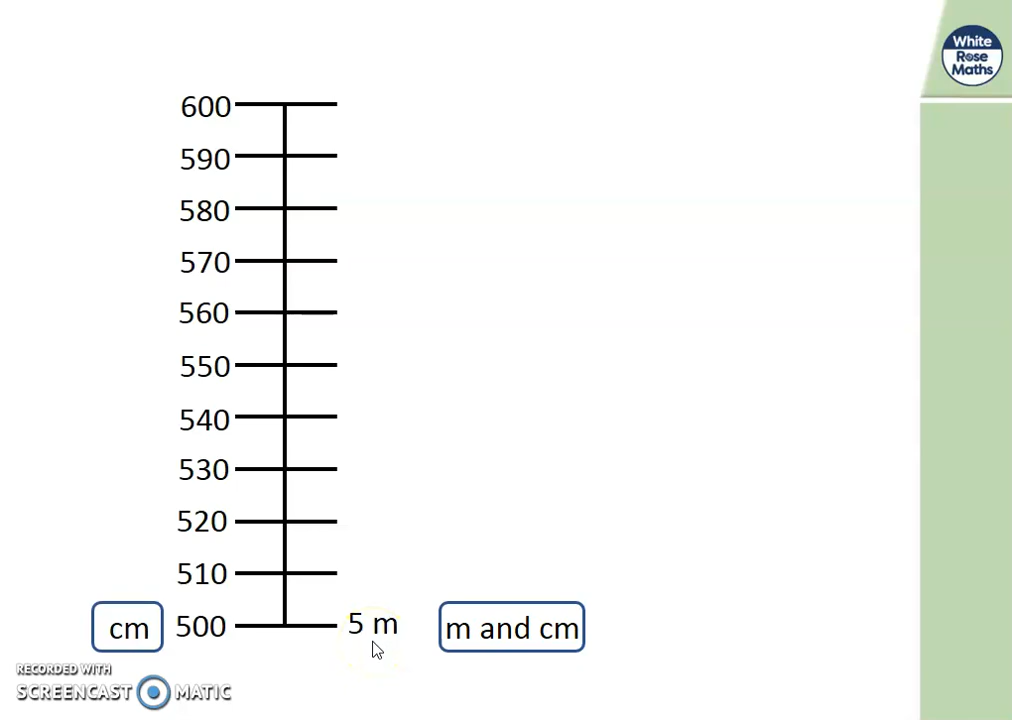 White
Rose
Maths
600
590
580
570
560
550
540
530
520
510
cm 500 5 m m and cm
RECORDED WITH
SCREENCAST MATIC